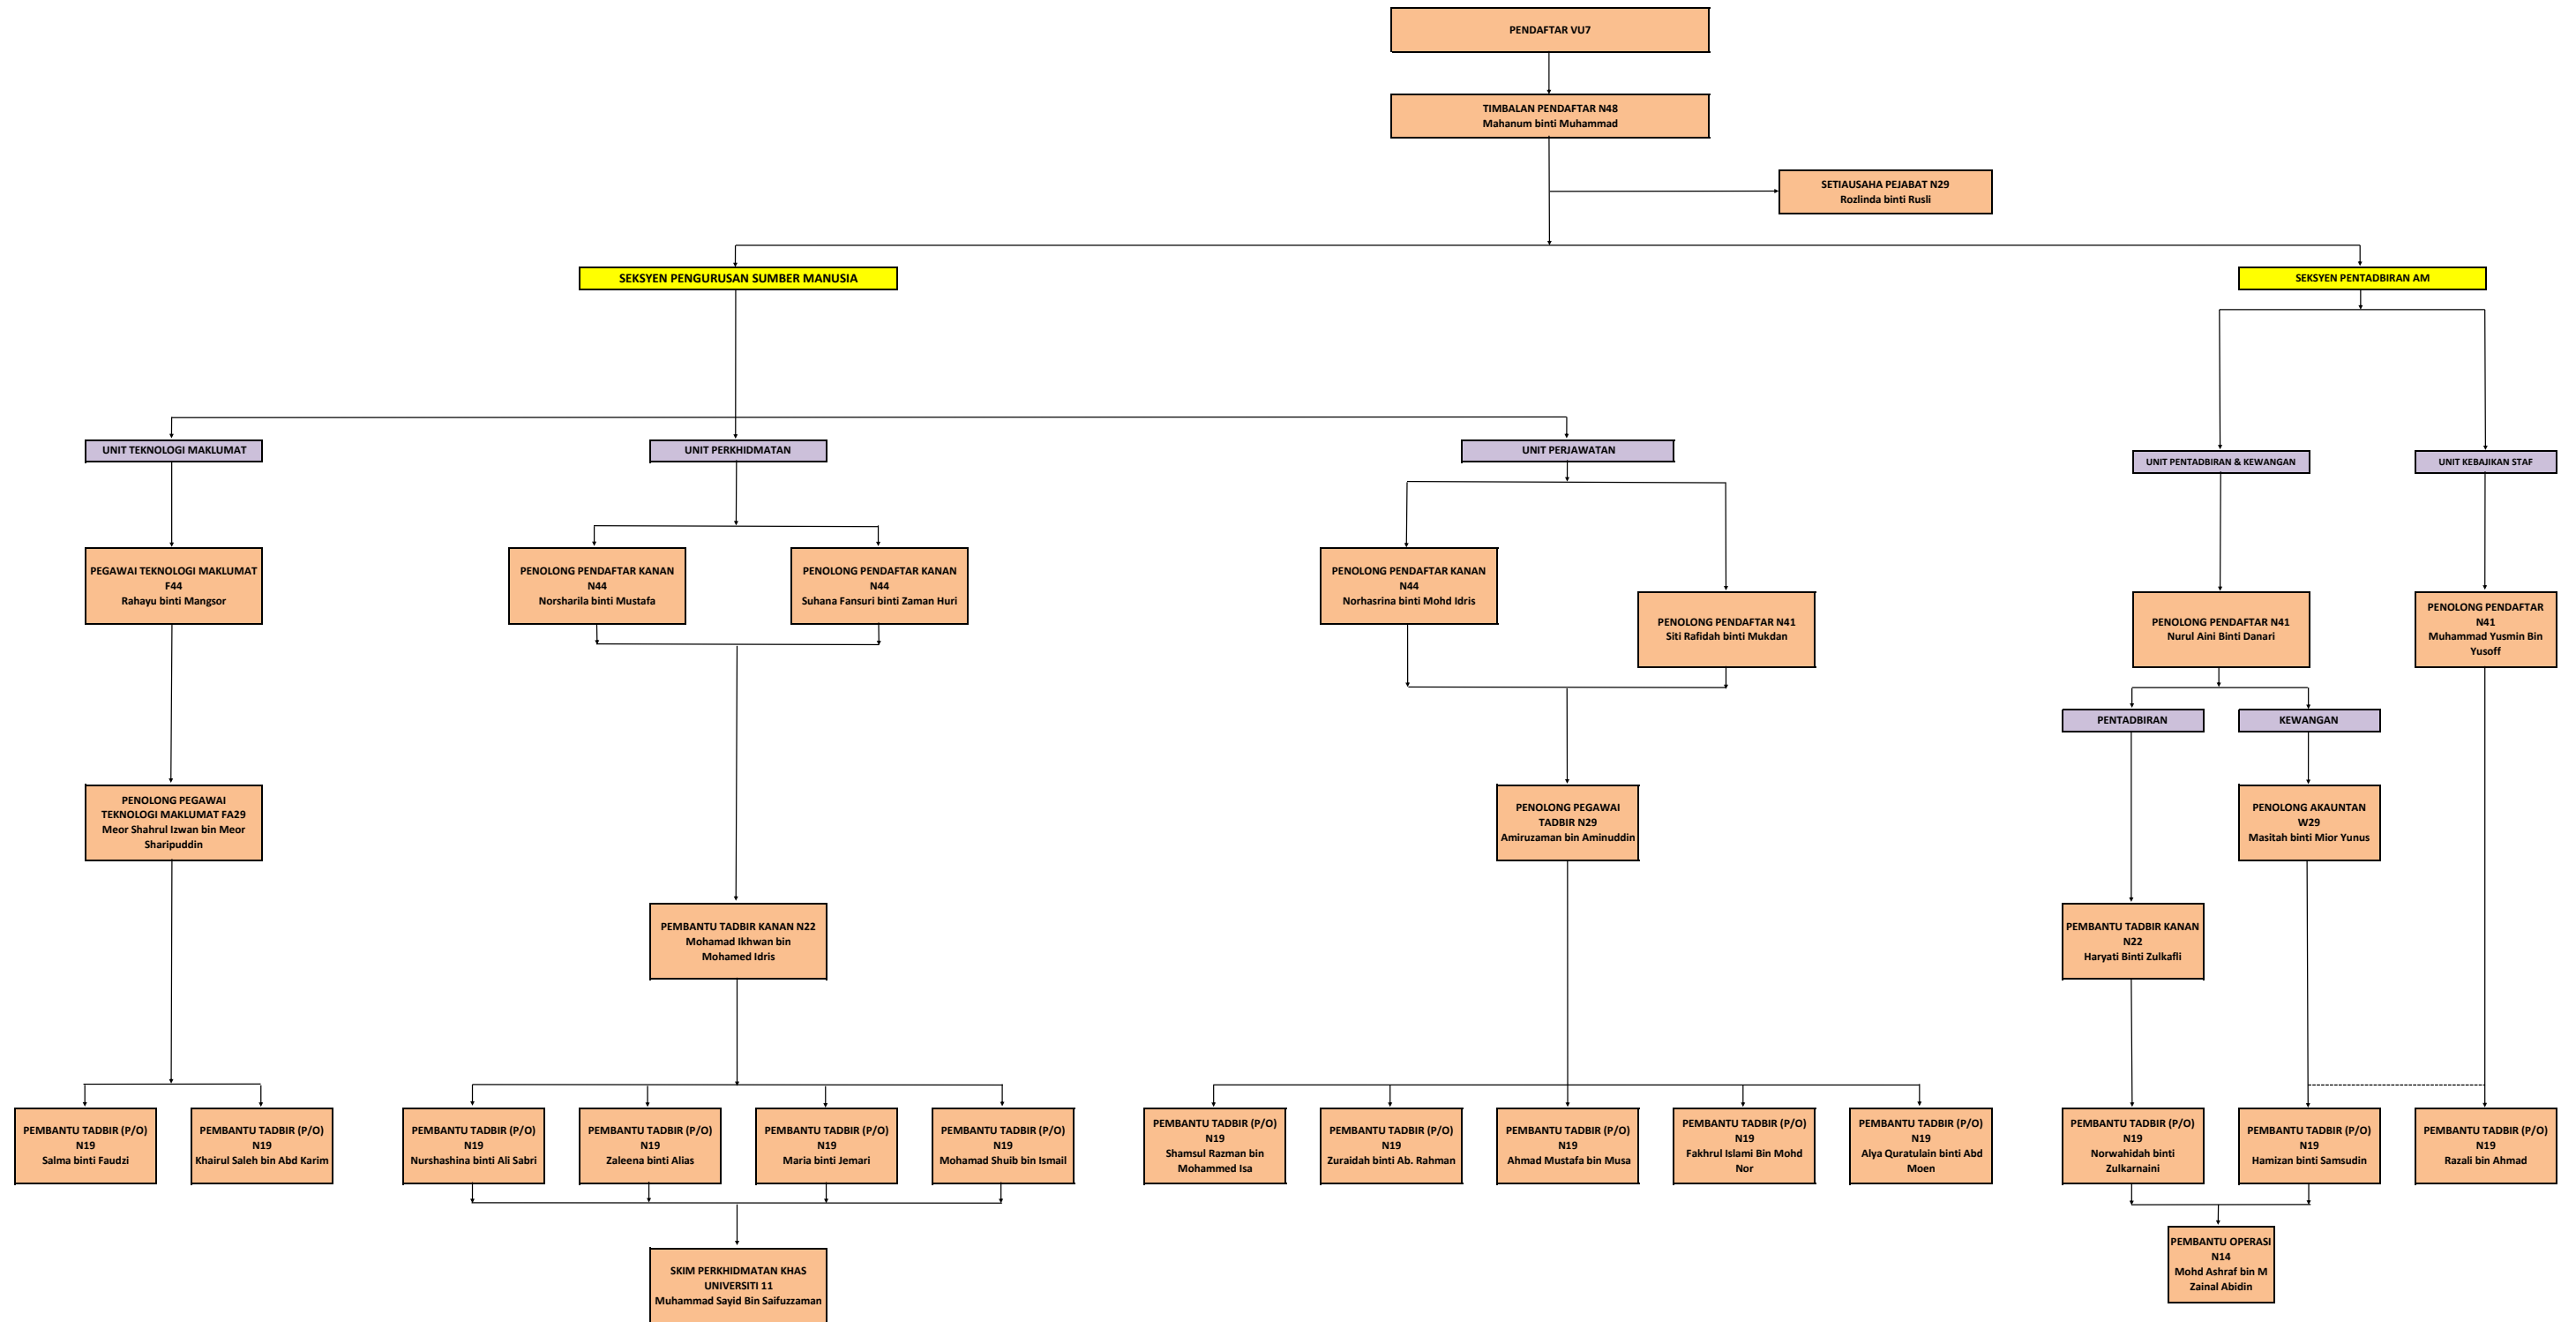 PENDAFTAR VU7
TIMBALAN PENDAFTAR N48
Mahanum binti Muhammad
SETIAUSAHA PEJABAT N29
Rozlinda binti Rusli
SEKSYEN PENGURUSAN SUMBER MANUSIA
SEKSYEN PENTADBIRAN AM
UNIT TEKNOLOGI MAKLUMAT
UNIT PERKHIDMATAN
UNIT PERJAWATAN
UNIT PENTADBIRAN & KEWANGAN
UNIT KEBAJIKAN STAF
PEGAWAI TEKNOLOGI MAKLUMAT
F44
Rahayu binti Mangsor
PENOLONG PENDAFTAR KANAN
N44
Norsharila binti Mustafa
PENOLONG PENDAFTAR KANAN
N44
Suhana Fansuri binti Zaman Huri
PENOLONG PENDAFTAR KANAN
N44
Norhasrina binti Mohd Idris
PENOLONG PENDAFTAR N41
Siti Rafidah binti Mukdan
PENOLONG PENDAFTAR N41
Nurul Aini Binti Danari
PENOLONG PENDAFTAR
N41
Muhammad Yusmin Bin
Yusoff
PENTADBIRAN
KEWANGAN
PENOLONG PEGAWAI
TEKNOLOGI MAKLUMAT FA29
Meor Shahrul Izwan bin Meor
Sharipuddin
PENOLONG PEGAWAI
TADBIR N29
Amiruzaman bin Aminuddin
PENOLONG AKAUNTAN
W29
Masitah binti Mior Yunus
PEMBANTU TADBIR KANAN N22
Mohamad Ikhwan bin
Mohamed Idris
PEMBANTU TADBIR KANAN
N22
Haryati Binti Zulkafli
PEMBANTU TADBIR (P/O)
N19
Salma binti Faudzi
PEMBANTU TADBIR (P/O)
N19
Khairul Saleh bin Abd Karim
PEMBANTU TADBIR (P/O)
N19
Nurshashina binti Ali Sabri
PEMBANTU TADBIR (P/O)
N19
Zaleena binti Alias
PEMBANTU TADBIR (P/O)
N19
Maria binti Jemari
PEMBANTU TADBIR (P/O)
N19
Mohamad Shuib bin Ismail
PEMBANTU TADBIR (P/O)
N19
Shamsul Razman bin
Mohammed Isa
PEMBANTU TADBIR (P/O)
N19
Zuraidah binti Ab. Rahman
PEMBANTU TADBIR (P/O)
N19
Ahmad Mustafa bin Musa
PEMBANTU TADBIR (P/O)
N19
Fakhrul Islami Bin Mohd
Nor
PEMBANTU TADBIR (P/O)
N19
Alya Quratulain binti Abd
Moen
PEMBANTU TADBIR (P/O)
N19
Norwahidah binti
Zulkarnaini
PEMBANTU TADBIR (P/O)
N19
Hamizan binti Samsudin
PEMBANTU TADBIR (P/O)
N19
Razali bin Ahmad
SKIM PERKHIDMATAN KHAS
UNIVERSITI 11
Muhammad Sayid Bin Saifuzzaman
PEMBANTU OPERASI
N14
Mohd Ashraf bin M
Zainal Abidin